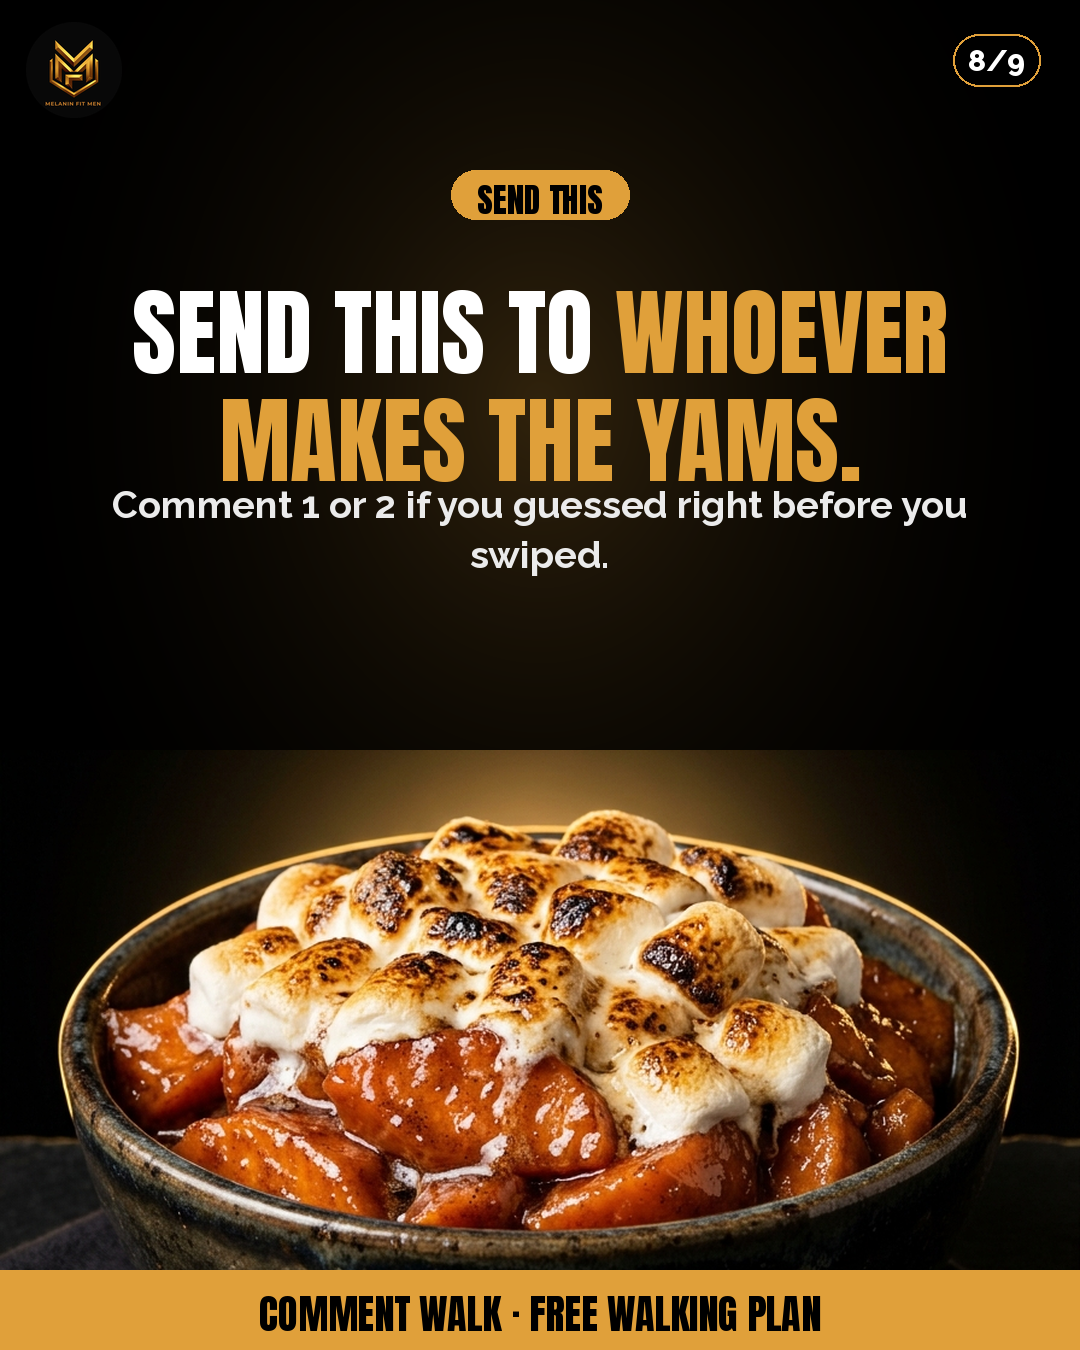 MELANIN FIT MEN
8/9
SEND THIS
SEND THIS TO WHOEVER
MAKES THE YAMS.
Comment 1 or 2 if you guessed right before you
swiped.
COMMENT WALK · FREE WALKING PLAN